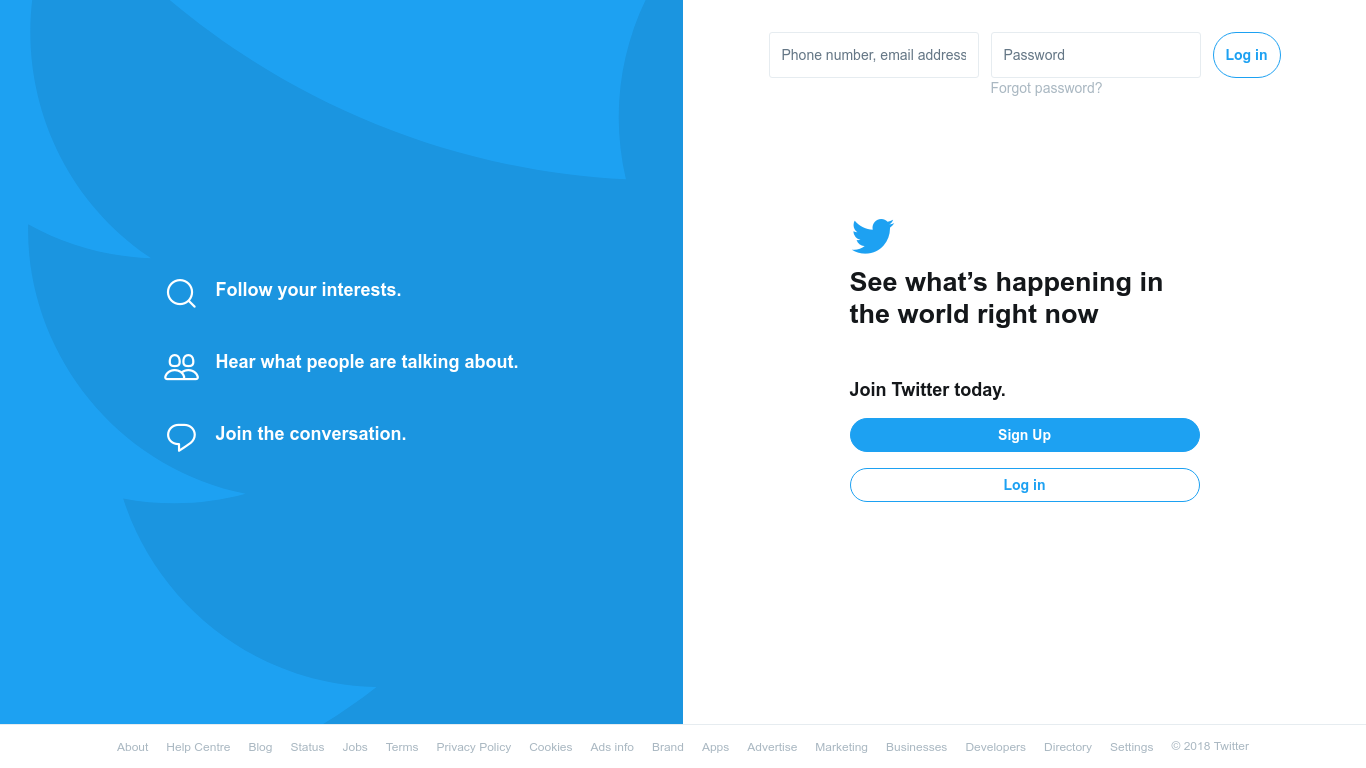 Phone number, email address
Password
Log in
Forgot password?
Follow your interests.
Hear what people are talking about.
Join the conversation.
See what’s happening in
the world right now
Join Twitter today.
Sign Up
Log in
About Help Centre Blog Status Jobs Terms Privacy Policy Cookies Ads info Brand Apps Advertise Marketing Businesses Developers Directory Settings © 2018 Twitter